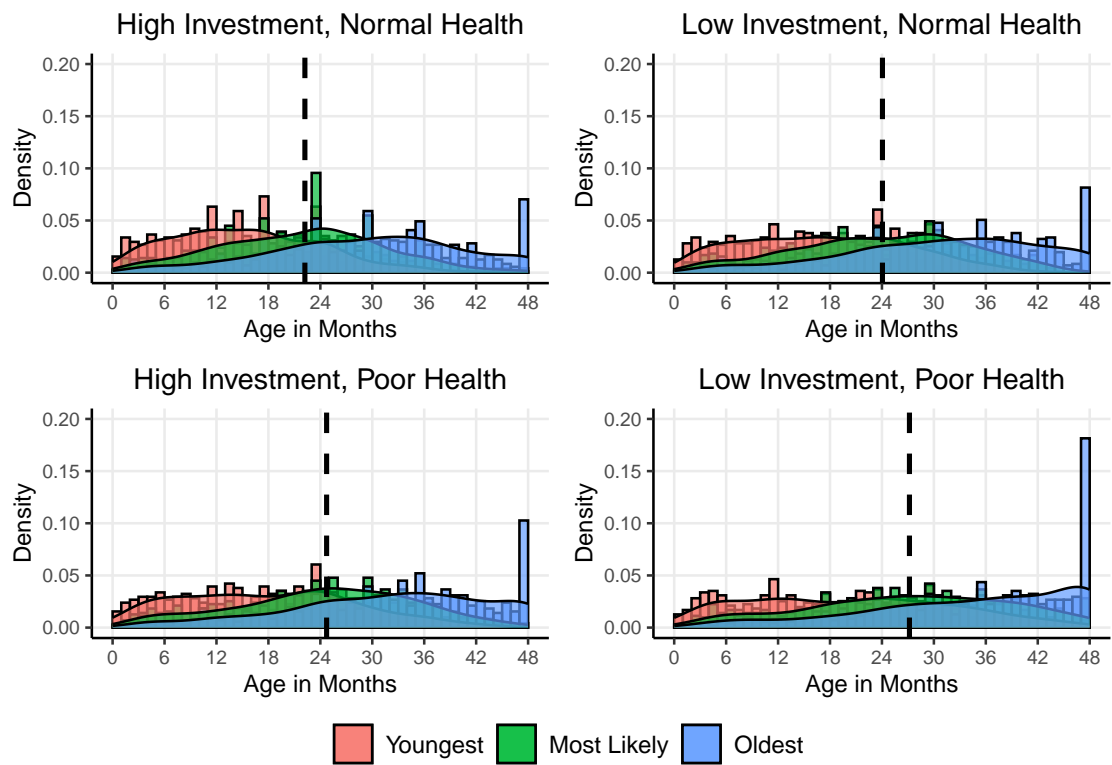 High Investment, Normal Health
Low Investment, Normal Health
0.20
0.15
0.10
0.05
0.00
Density
0 6 12 18 24 30 36 42 48
Age in Months
0.20
0.15
0.10
0.05
0.00
Density
0 6 12 18 24 30 36 42 48
Age in Months
High Investment, Poor Health
Low Investment, Poor Health
0.20
0.15
0.10
0.05
0.00
Density
0 6 12 18 24 30 36 42 48
Age in Months
0.20
0.15
0.10
0.05
0.00
Density
0 6 12 18 24 30 36 42 48
Age in Months
Youngest Most Likely Oldest